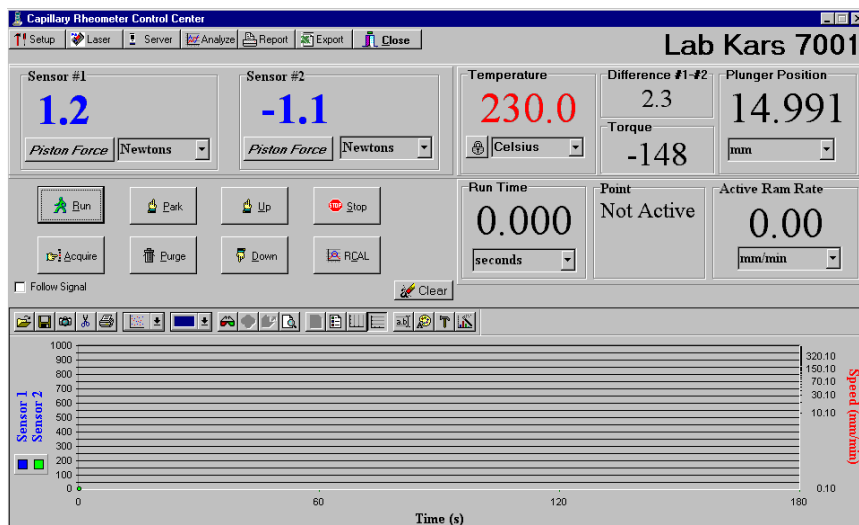 Capillary Rheometer Control Center
Setup Laser Server Analyze Report Export Close
Lab Kars 7001
Sensor #1
1.2
Piston Force Newtons
Sensor #2
-1.1
Piston Force Newtons
Temperature
230.0
Celsius
Difference #1-#2
2.3
Torque
-148
Plunger Position
14.991
mm
Run Park Up Stop
Acquire Purge Down RCAL
Follow Signal
Clear
Run Time
0.000
seconds
Point
Not Active
Active Ram Rate
0.00
mm/min
1000
900
800
700
600
500
400
300
200
100
0
Sensor 1
Sensor 2
320.10
150.10
70.10
30.10
10.10
0.10
Speed (mm/min)
0 60 120 180
Time (s)